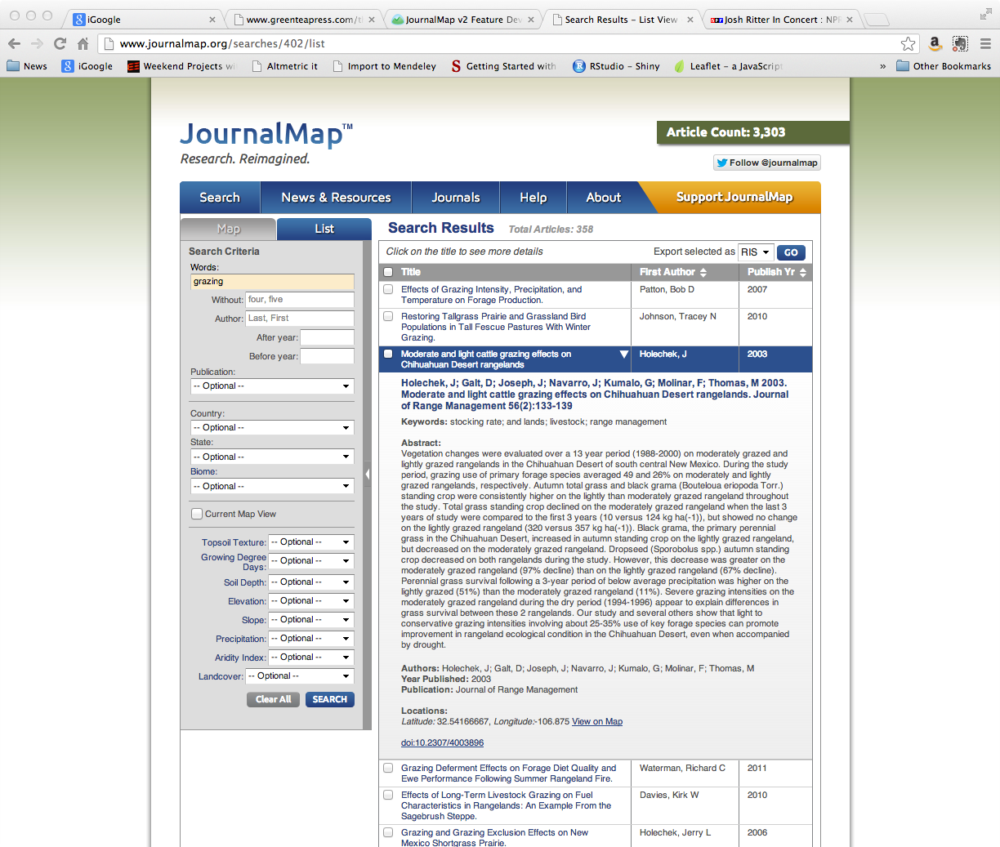 iGoogle
www.greenteapress.com/t
JournalMap v2 Feature Dev
Search Results – List View
npr Josh Ritter In Concert : NPR
www.journalmap.org/searches/402/list
News
iGoogle
Weekend Projects wi
Altmetric it
Import to Mendeley
Getting Started with
RStudio – Shiny
Leaflet – a JavaScript
»
Other Bookmarks
JournalMap™
Research. Reimagined.
Article Count: 3,303
Follow @journalmap
Search
News & Resources
Journals
Help
About
Support JournalMap
Map
List
Search Criteria
Words:
grazing
Without: four, five
Author: Last, First
After year:
Before year:
Publication:
-- Optional --
Country:
-- Optional --
State:
-- Optional --
Biome:
-- Optional --
Current Map View
Topsoil Texture: -- Optional --
Growing Degree
Days: -- Optional --
Soil Depth: -- Optional --
Elevation: -- Optional --
Slope: -- Optional --
Precipitation: -- Optional --
Aridity Index: -- Optional --
Landcover: -- Optional --
Clear All
SEARCH
Search Results Total Articles: 358
Click on the title to see more details
Export selected as RIS GO
Title First Author Publish Yr
Effects of Grazing Intensity, Precipitation, and
Temperature on Forage Production.
Patton, Bob D
2007
Restoring Tallgrass Prairie and Grassland Bird
Populations in Tall Fescue Pastures With Winter
Grazing.
Johnson, Tracey N
2010
Moderate and light cattle grazing effects on
Chihuahuan Desert rangelands
Holechek, J
2003
Holechek, J; Galt, D; Joseph, J; Navarro, J; Kumalo, G; Molinar, F; Thomas, M 2003.
Moderate and light cattle grazing effects on Chihuahuan Desert rangelands. Journal
of Range Management 56(2):133-139
Keywords: stocking rate; and lands; livestock; range management
Abstract:
Vegetation changes were evaluated over a 13 year period (1988-2000) on moderately grazed and
lightly grazed rangelands in the Chihuahuan Desert of south central New Mexico. During the study
period, grazing use of primary forage species averaged 49 and 26% on moderately and lightly
grazed rangelands, respectively. Autumn total grass and black grama (Bouteloua eriopoda Torr.)
standing crop were consistently higher on the lightly than moderately grazed rangeland throughout
the study. Total grass standing crop declined on the moderately grazed rangeland when the last 3
years of study were compared to the first 3 years (10 versus 124 kg ha(-1)), but showed no change
on the lightly grazed rangeland (320 versus 357 kg ha(-1)). Black grama, the primary perennial
grass in the Chihuahuan Desert, increased in autumn standing crop on the lightly grazed rangeland,
but decreased on the moderately grazed rangeland. Dropseed (Sporobolus spp.) autumn standing
crop decreased on both rangelands during the study. However, this decrease was greater on the
moderately grazed rangeland (97% decline) than on the lightly grazed rangeland (67% decline).
Perennial grass survival following a 3-year period of below average precipitation was higher on the
lightly grazed (51%) than the moderately grazed rangeland (11%). Severe grazing intensities on the
moderately grazed rangeland during the dry period (1994-1996) appear to explain differences in
grass survival between these 2 rangelands. Our study and several others show that light to
conservative grazing intensities involving about 25-35% use of key forage species can promote
improvement in rangeland ecological condition in the Chihuahuan Desert, even when accompanied
by drought.
Authors: Holechek, J; Galt, D; Joseph, J; Navarro, J; Kumalo, G; Molinar, F; Thomas, M
Year Published: 2003
Publication: Journal of Range Management
Locations:
Latitude: 32.54166667, Longitude:-106.875 View on Map
doi:10.2307/4003896
Grazing Deferment Effects on Forage Diet Quality and
Ewe Performance Following Summer Rangeland Fire.
Waterman, Richard C
2011
Effects of Long-Term Livestock Grazing on Fuel
Characteristics in Rangelands: An Example From the
Sagebrush Steppe.
Davies, Kirk W
2010
Grazing and Grazing Exclusion Effects on New
Mexico Shortgrass Prairie.
Holechek, Jerry L
2006